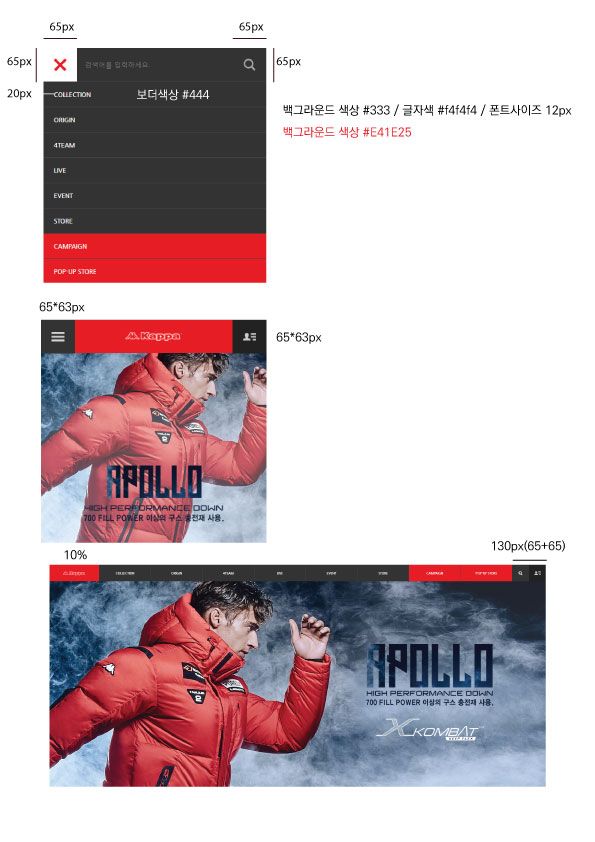 65px
65px
65px
검색어를 입력하세요.
65px
20px
COLLECTION
보더색상 #444
백그라운드 색상 #333 / 글자색 #f4f4f4 / 폰트사이즈 12px
ORIGIN
백그라운드 색상 #E41E25
4TEAM
LIVE
EVENT
STORE
CAMPAIGN
POP-UP STORE
65*63px
Kappa
65*63px
APOLLO
HIGH PERFORMANCE DOWN
700 FILL POWER 이상의 구스 충전재 사용.
10%
130px(65+65)
Kappa
COLLECTION
ORIGIN
4TEAM
LIVE
EVENT
STORE
CAMPAIGN
POP-UP STORE
APOLLO
HIGH PERFORMANCE DOWN
700 FILL POWER 이상의 구스 충전재 사용.
XKOMBAT